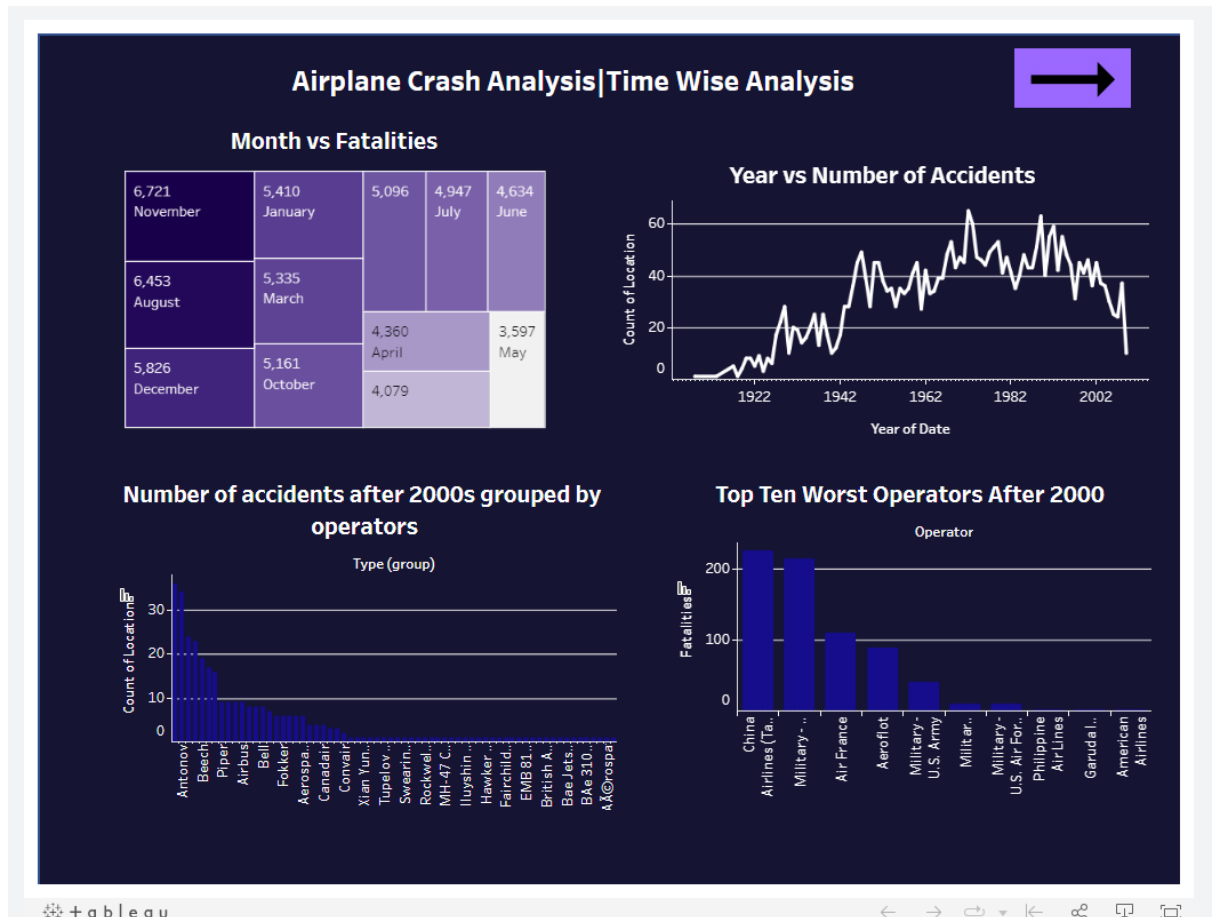 Airplane Crash Analysis|Time Wise Analysis
Month vs Fatalities
6,721
November
5,410
January
5,096
4,947
July
4,634
June
6,453
August
5,335
March
4,360
April
3,597
May
5,826
December
5,161
October
4,079
Year vs Number of Accidents
Count of Location
60
40
20
0
1922
1942
1962
1982
2002
Year of Date
Number of accidents after 2000s grouped by
operators
Type (group)
Count of Location
30
20
10
0
Antonov
Beech
Piper
Airbus
Bell
Fokker
Aerospa..
Canadair
Convair
Xian Yun..
Tupelov ..
Swearin..
Rockwel..
MH-47 C..
Iluyshin ..
Hawker ..
Fairchild..
EMB 81..
British A..
Bae Jets..
BAe 310..
AÃ©rospa..
Top Ten Worst Operators After 2000
Operator
Fatalities
200
100
0
China
Airlines (Ta..
Military - ..
Air France
Aeroflot
Military -
U.S. Army
Militar..
Military -
U.S. Air For..
Philippine
Air Lines
Garuda I..
American
Airlines
+ a b l e a u